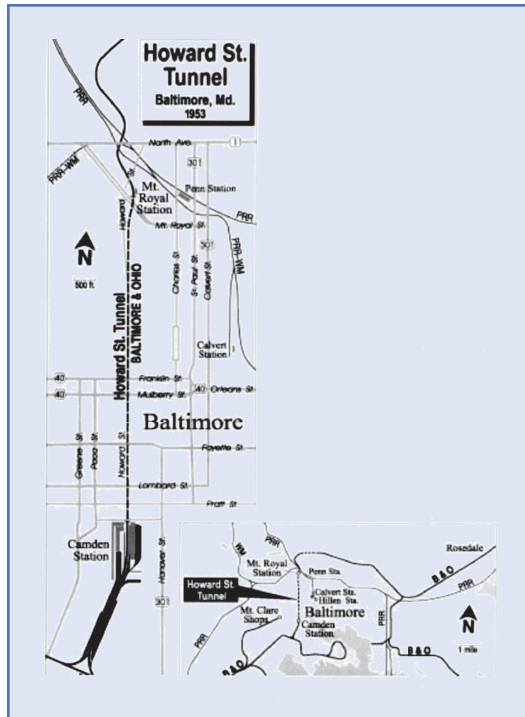 Howard St.
Tunnel
Baltimore, Md.
1953
PRR
North Ave.
1
PRR-WM
301
St.
Mt.
Royal
Station
Penn Station
Howard
PRR
Mt. Royal St.
N
500 ft.
301
PRR-WM
Charles St.
St. Paul St.
Calvert St.
Howard St. Tunnel
BALTIMORE & OHIO
Calvert
Station
40
Franklin St.
40
Mulberry St.
40
Orleans St.
Baltimore
Greene St.
Paca St.
Howard St.
Fayette St.
Lombard St.
Pratt St.
Camden
Station
Hanover St.
301
WM
PRR
Mt. Royal
Station
Penn Sta.
Rosedale
B & O
PRR
Howard St.
Tunnel
Calvert Sta.
Hillen Sta.
Baltimore
Mt. Clare
Shops
Camden
Station
PRR
PRR
N
1 mile
B & O
B & O